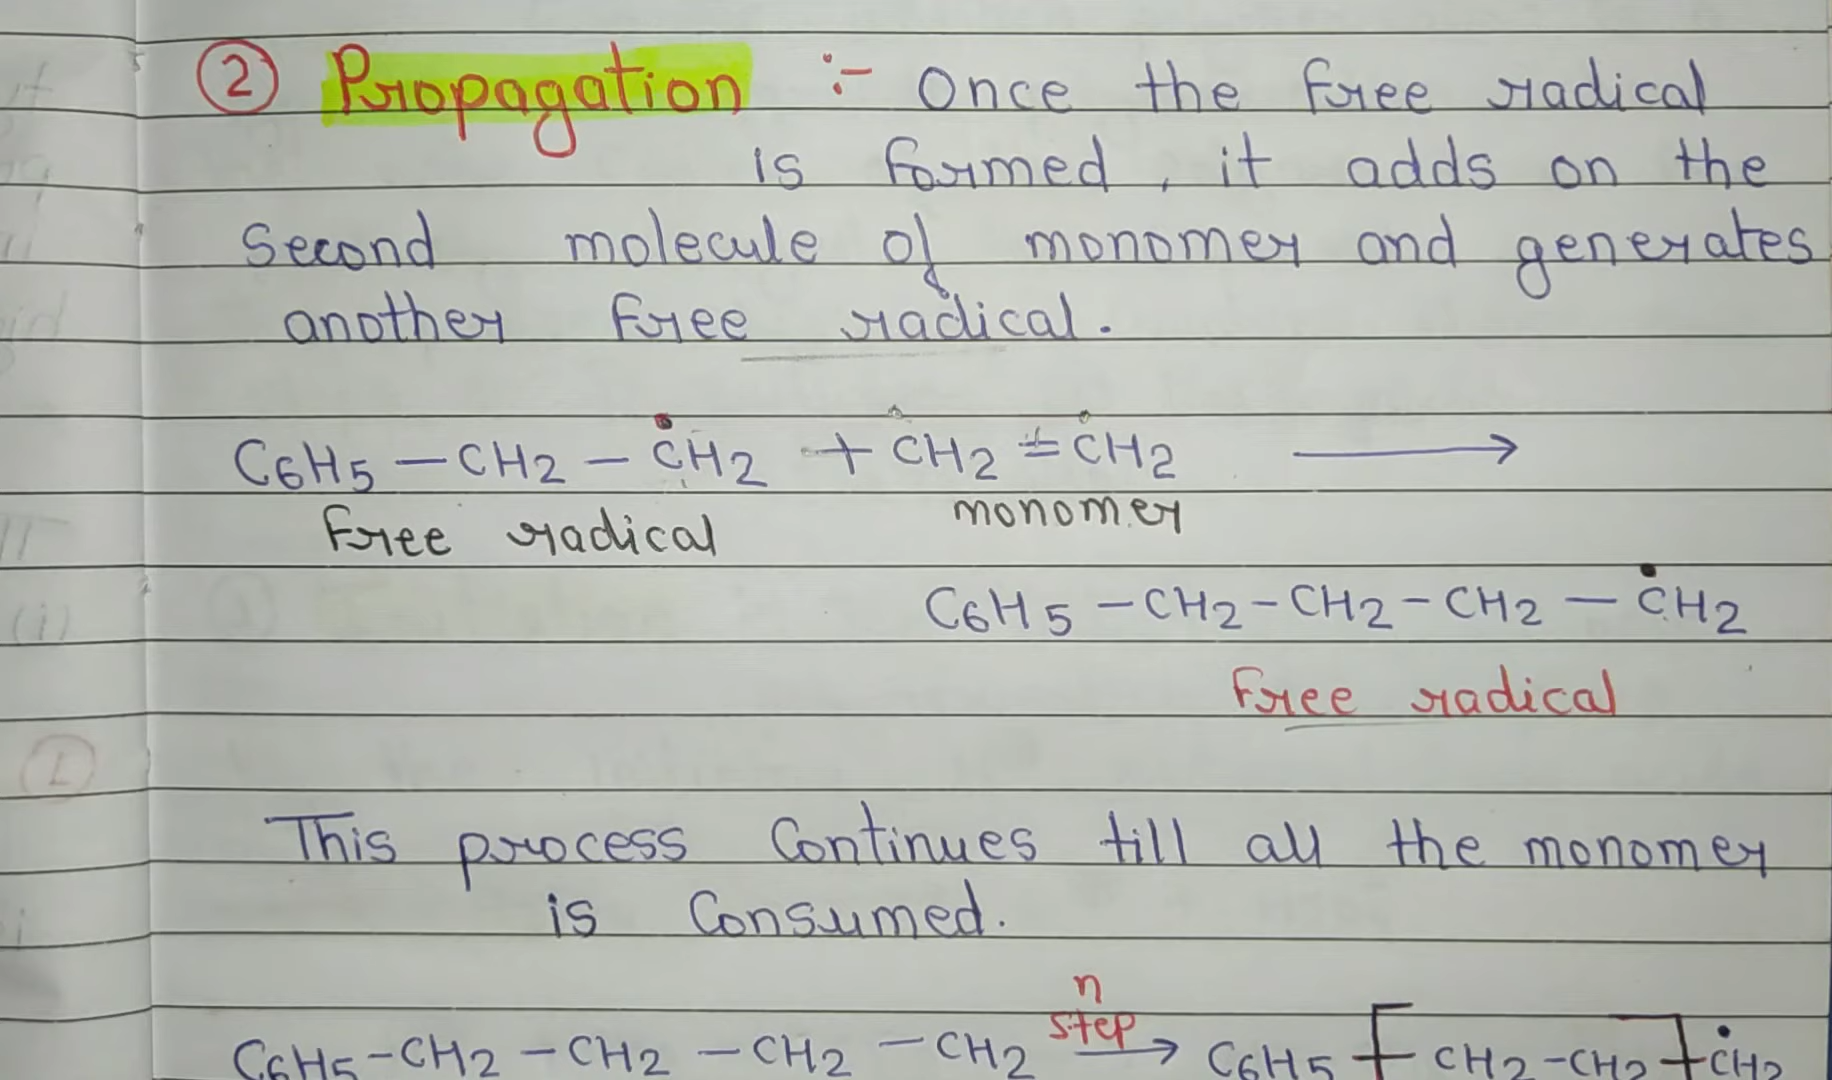 ② Propagation :- Once the free radical
is formed, it adds on the
second molecule of monomer and generates
another free radical.
C6H5 — CH2 — ĊH2 + CH2 = CH2 ⟶
Free radical monomer
C6H5 — CH2 — CH2 — CH2 — ĊH2
Free radical
This process Continues till all the monomer
is Consumed.
n
step
C6H5 — CH2 — CH2 — CH2 — CH2 ⟶ C6H5 [ CH2 — CH2 ] ĊH2